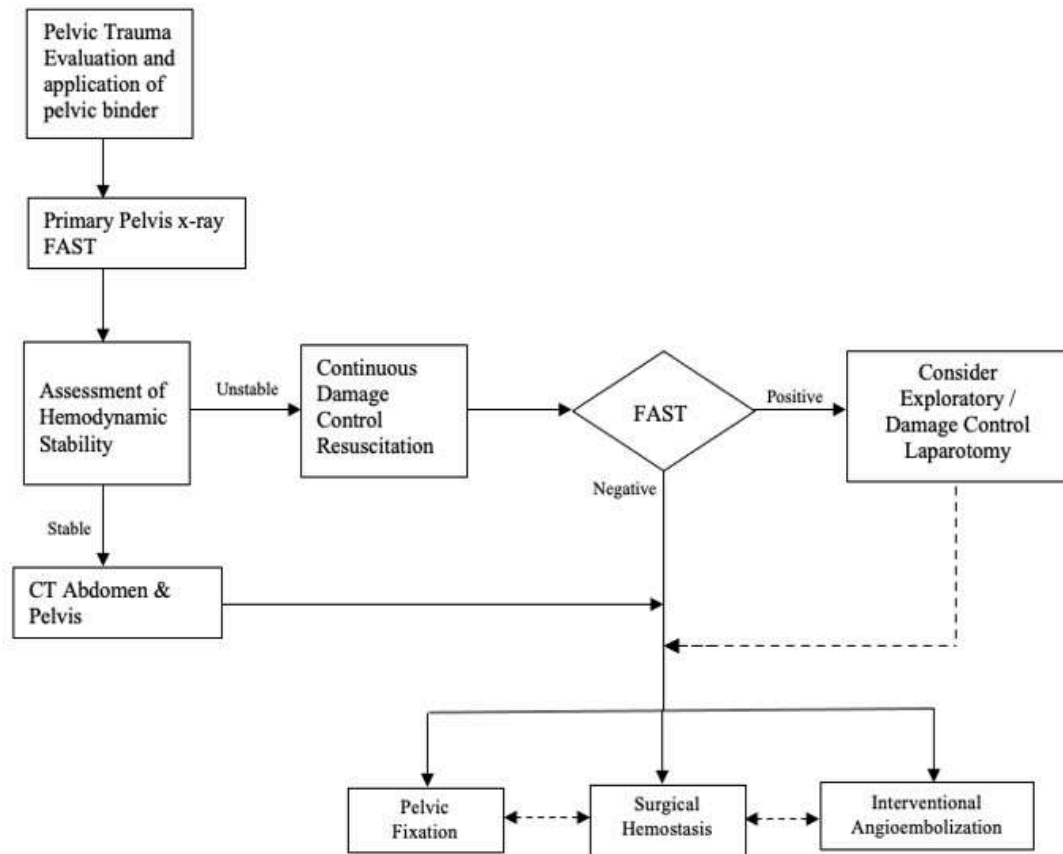 Pelvic Trauma
Evaluation and
application of
pelvic binder
Primary Pelvis x-ray
FAST
Assessment of
Hemodynamic
Stability
Unstable
Continuous
Damage
Control
Resuscitation
FAST
Positive
Consider
Exploratory /
Damage Control
Laparotomy
Negative
Stable
CT Abdomen &
Pelvis
Pelvic
Fixation
Surgical
Hemostasis
Interventional
Angioembolization